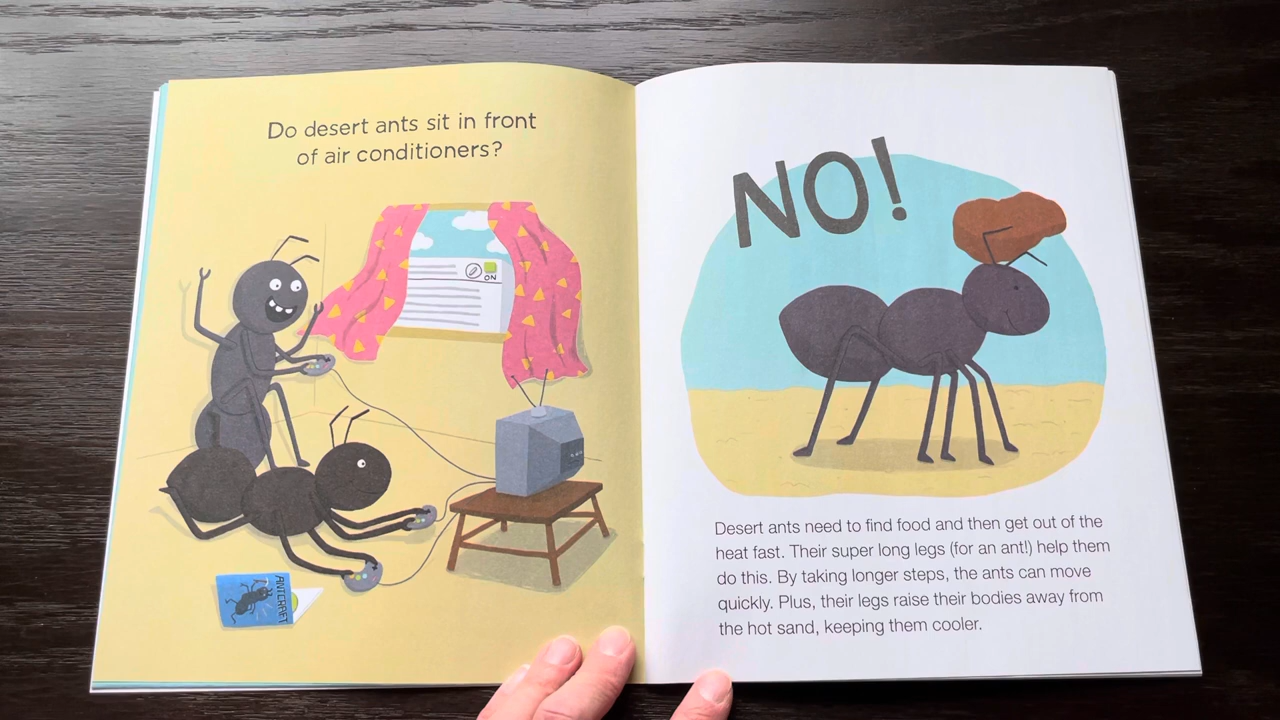 Do desert ants sit in front
of air conditioners?
ON
ANTCRAFT
NO!
Desert ants need to find food and then get out of the
heat fast. Their super long legs (for an ant!) help them
do this. By taking longer steps, the ants can move
quickly. Plus, their legs raise their bodies away from
the hot sand, keeping them cooler.